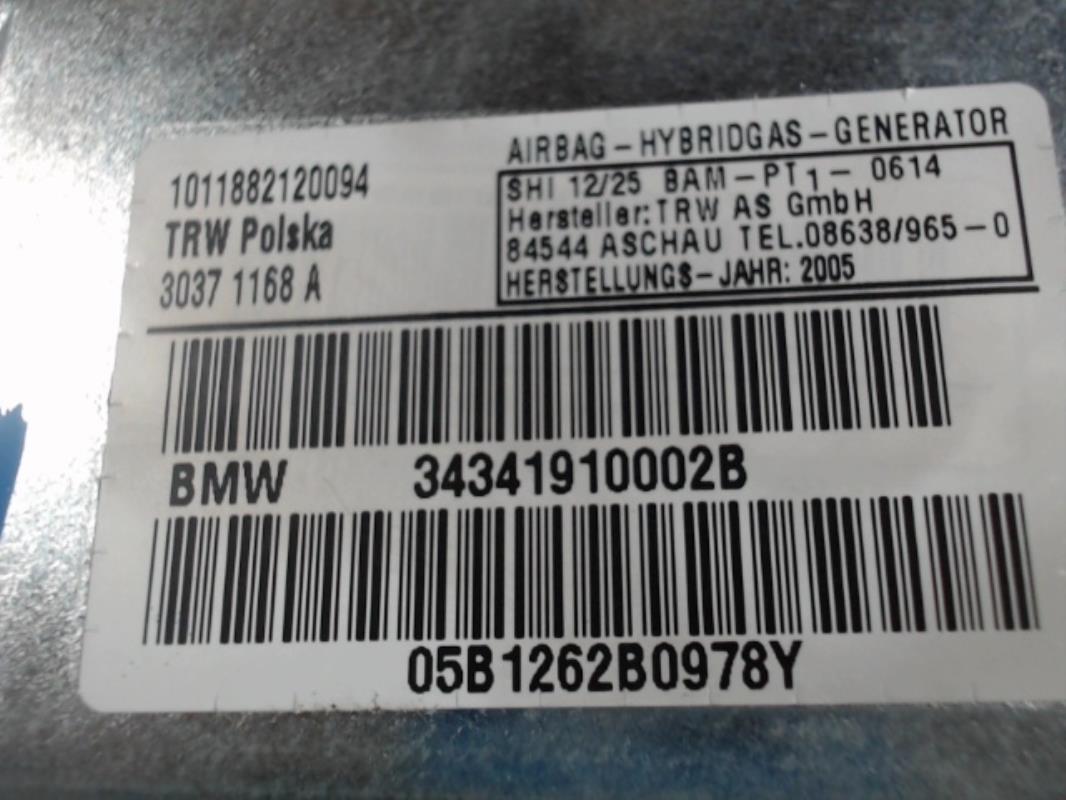 1011882120094
TRW Polska
3037 1168 A
AIRBAG-HYBRIDGAS-GENERATOR
SHI 12/25 BAM-PT1- 0614
Hersteller: TRW AS GmbH
84544 ASCHAU TEL.08638/965-0
HERSTELLUNGS-JAHR: 2005
BMW 34341910002B
05B1262B0978Y